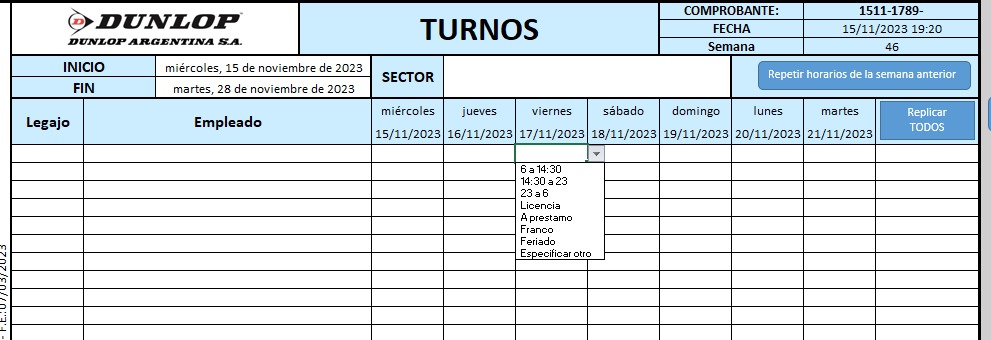 DUNLOP
DUNLOP ARGENTINA S.A.
TURNOS
COMPROBANTE: 1511-1789-
FECHA 15/11/2023 19:20
Semana 46
INICIO miércoles, 15 de noviembre de 2023
FIN martes, 28 de noviembre de 2023
SECTOR
Repetir horarios de la semana anterior
Legajo Empleado miércoles jueves viernes sábado domingo lunes martes
15/11/2023 16/11/2023 17/11/2023 18/11/2023 19/11/2023 20/11/2023 21/11/2023
Replicar
TODOS
6 a 14:30
14:30 a 23
23 a 6
Licencia
A prestamo
Franco
Feriado
Especificar otro
- F.E.:07/03/2023